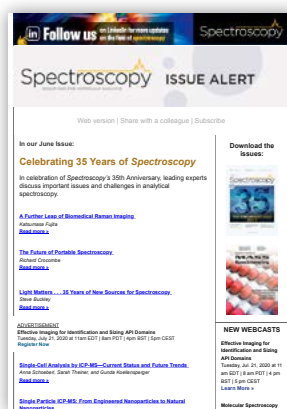 in Follow us on LinkedIn for more updates
on the field of spectroscopy
Spectroscopy
Spectroscopy ISSUE ALERT
Web version | Share with a colleague | Subscribe
In our June Issue:
Celebrating 35 Years of Spectroscopy
In celebration of Spectroscopy's 35th Anniversary, leading experts
discuss important issues and challenges in analytical
spectroscopy.
A Further Leap of Biomedical Raman Imaging
Katsumasa Fujita
Read more »
The Future of Portable Spectroscopy
Richard Crocombe
Read more »
Light Matters . . . 35 Years of New Sources for Spectroscopy
Steve Buckley
Read more »
ADVERTISEMENT
Effective Imaging for Identification and Sizing API Domains
Tuesday, July 21, 2020 at 11am EDT | 8am PDT | 4pm BST | 5pm CEST
Register Now
Single-Cell Analysis by ICP-MS—Current Status and Future Trends
Anna Schoeberl, Sarah Theiner, and Gunda Koellensperger
Read more »
Single Particle ICP-MS: From Engineered Nanoparticles to Natural
Nanoparticles
Download the
issues:
Spectroscopy
35
MASS
NEW WEBCASTS
Effective Imaging for
Identification and Sizing
API Domains
Tuesday, Jul. 21, 2020 at 11
am EDT | 8 am PDT | 4 pm
BST | 5 pm CEST
Learn More »
Molecular Spectroscopy